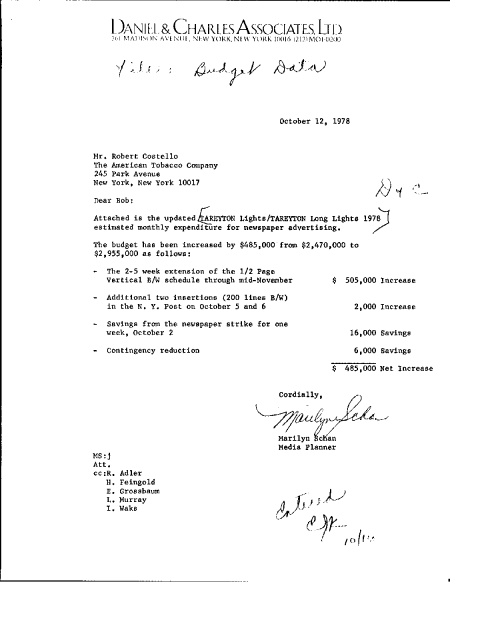 DANIEL & CHARLES ASSOCIATES, LTD.
261 MADISON AVENUE, NEW YORK, NEW YORK 10016 (212) MO1-0200
File: Budget Data
October 12, 1978
Mr. Robert Costello
The American Tobacco Company
245 Park Avenue
New York, New York 10017
D & C
Dear Bob:
Attached is the updated TAREYTON Lights/TAREYTON Long Lights 1978
estimated monthly expenditure for newspaper advertising.
The budget has been increased by $485,000 from $2,470,000 to
$2,955,000 as follows:
- The 2-5 week extension of the 1/2 Page
Vertical B/W schedule through mid-November $ 505,000 Increase
- Additional two insertions (200 lines B/W)
in the N. Y. Post on October 5 and 6 2,000 Increase
- Savings from the newspaper strike for one
week, October 2 16,000 Savings
- Contingency reduction 6,000 Savings
$ 485,000 Net Increase
Cordially,
Marilyn Schan
Marilyn Schan
Media Planner
MS:j
Att.
cc:R. Adler
H. Feingold
E. Grossbaum
L. Murray
I. Waks
Entered